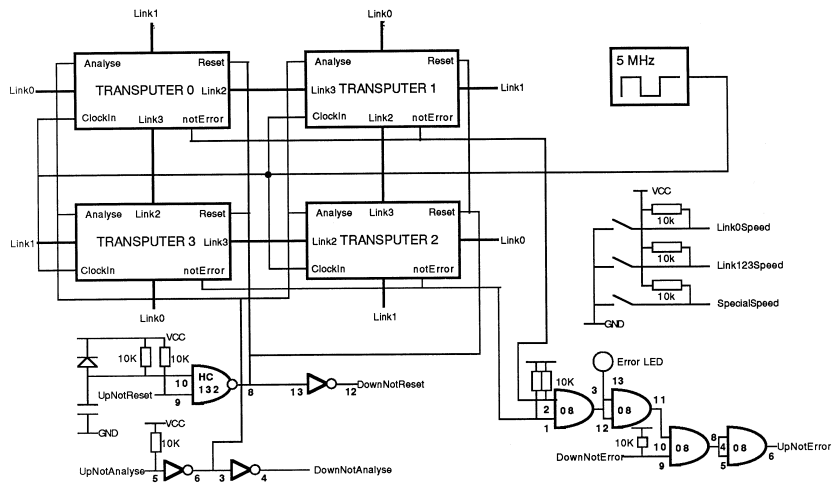 Link1
Link0
Analyse
Reset
Link0
TRANSPUTER 0
Link2
Link3
ClockIn
notError
Analyse
Reset
Link3
TRANSPUTER 1
Link1
Link2
ClockIn
notError
5 MHz
VCC
10k
Link0Speed
10k
Link123Speed
10k
SpecialSpeed
GND
Analyse
Link2
Reset
Link1
TRANSPUTER 3
Link3
ClockIn
notError
Link0
Analyse
Link3
Reset
Link2
TRANSPUTER 2
Link0
ClockIn
notError
Link1
VCC
10K
10K
HC
132
10
9
8
UpNotReset
GND
13
12
DownNotReset
VCC
10K
UpNotAnalyse
5
6
3
4
DownNotAnalyse
Error LED
10K
2
1
08
3
13
12
08
11
10K
DownNotError
10
9
08
8
4
5
08
6
UpNotError